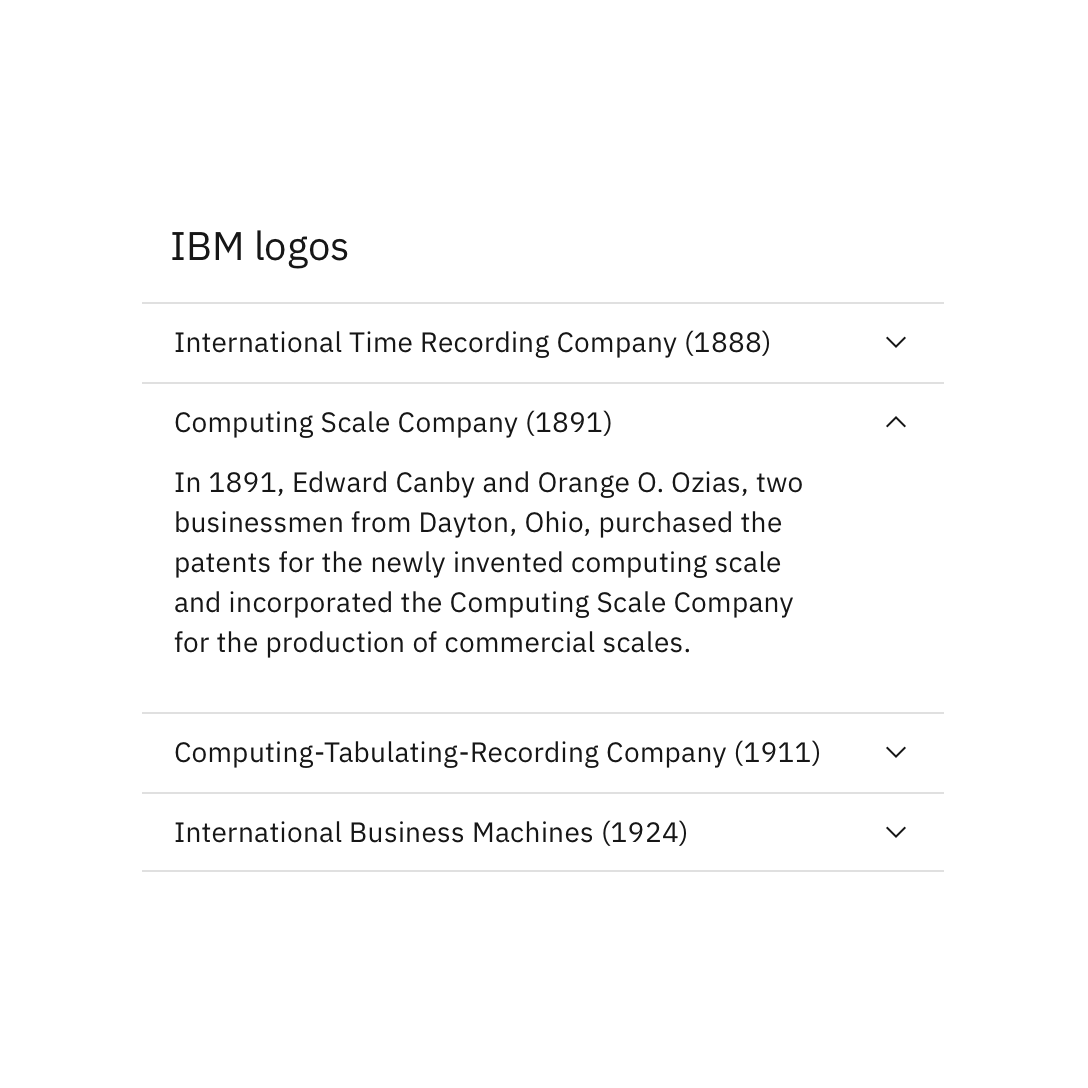 IBM logos
International Time Recording Company (1888)
Computing Scale Company (1891)
In 1891, Edward Canby and Orange O. Ozias, two
businessmen from Dayton, Ohio, purchased the
patents for the newly invented computing scale
and incorporated the Computing Scale Company
for the production of commercial scales.
Computing-Tabulating-Recording Company (1911)
International Business Machines (1924)